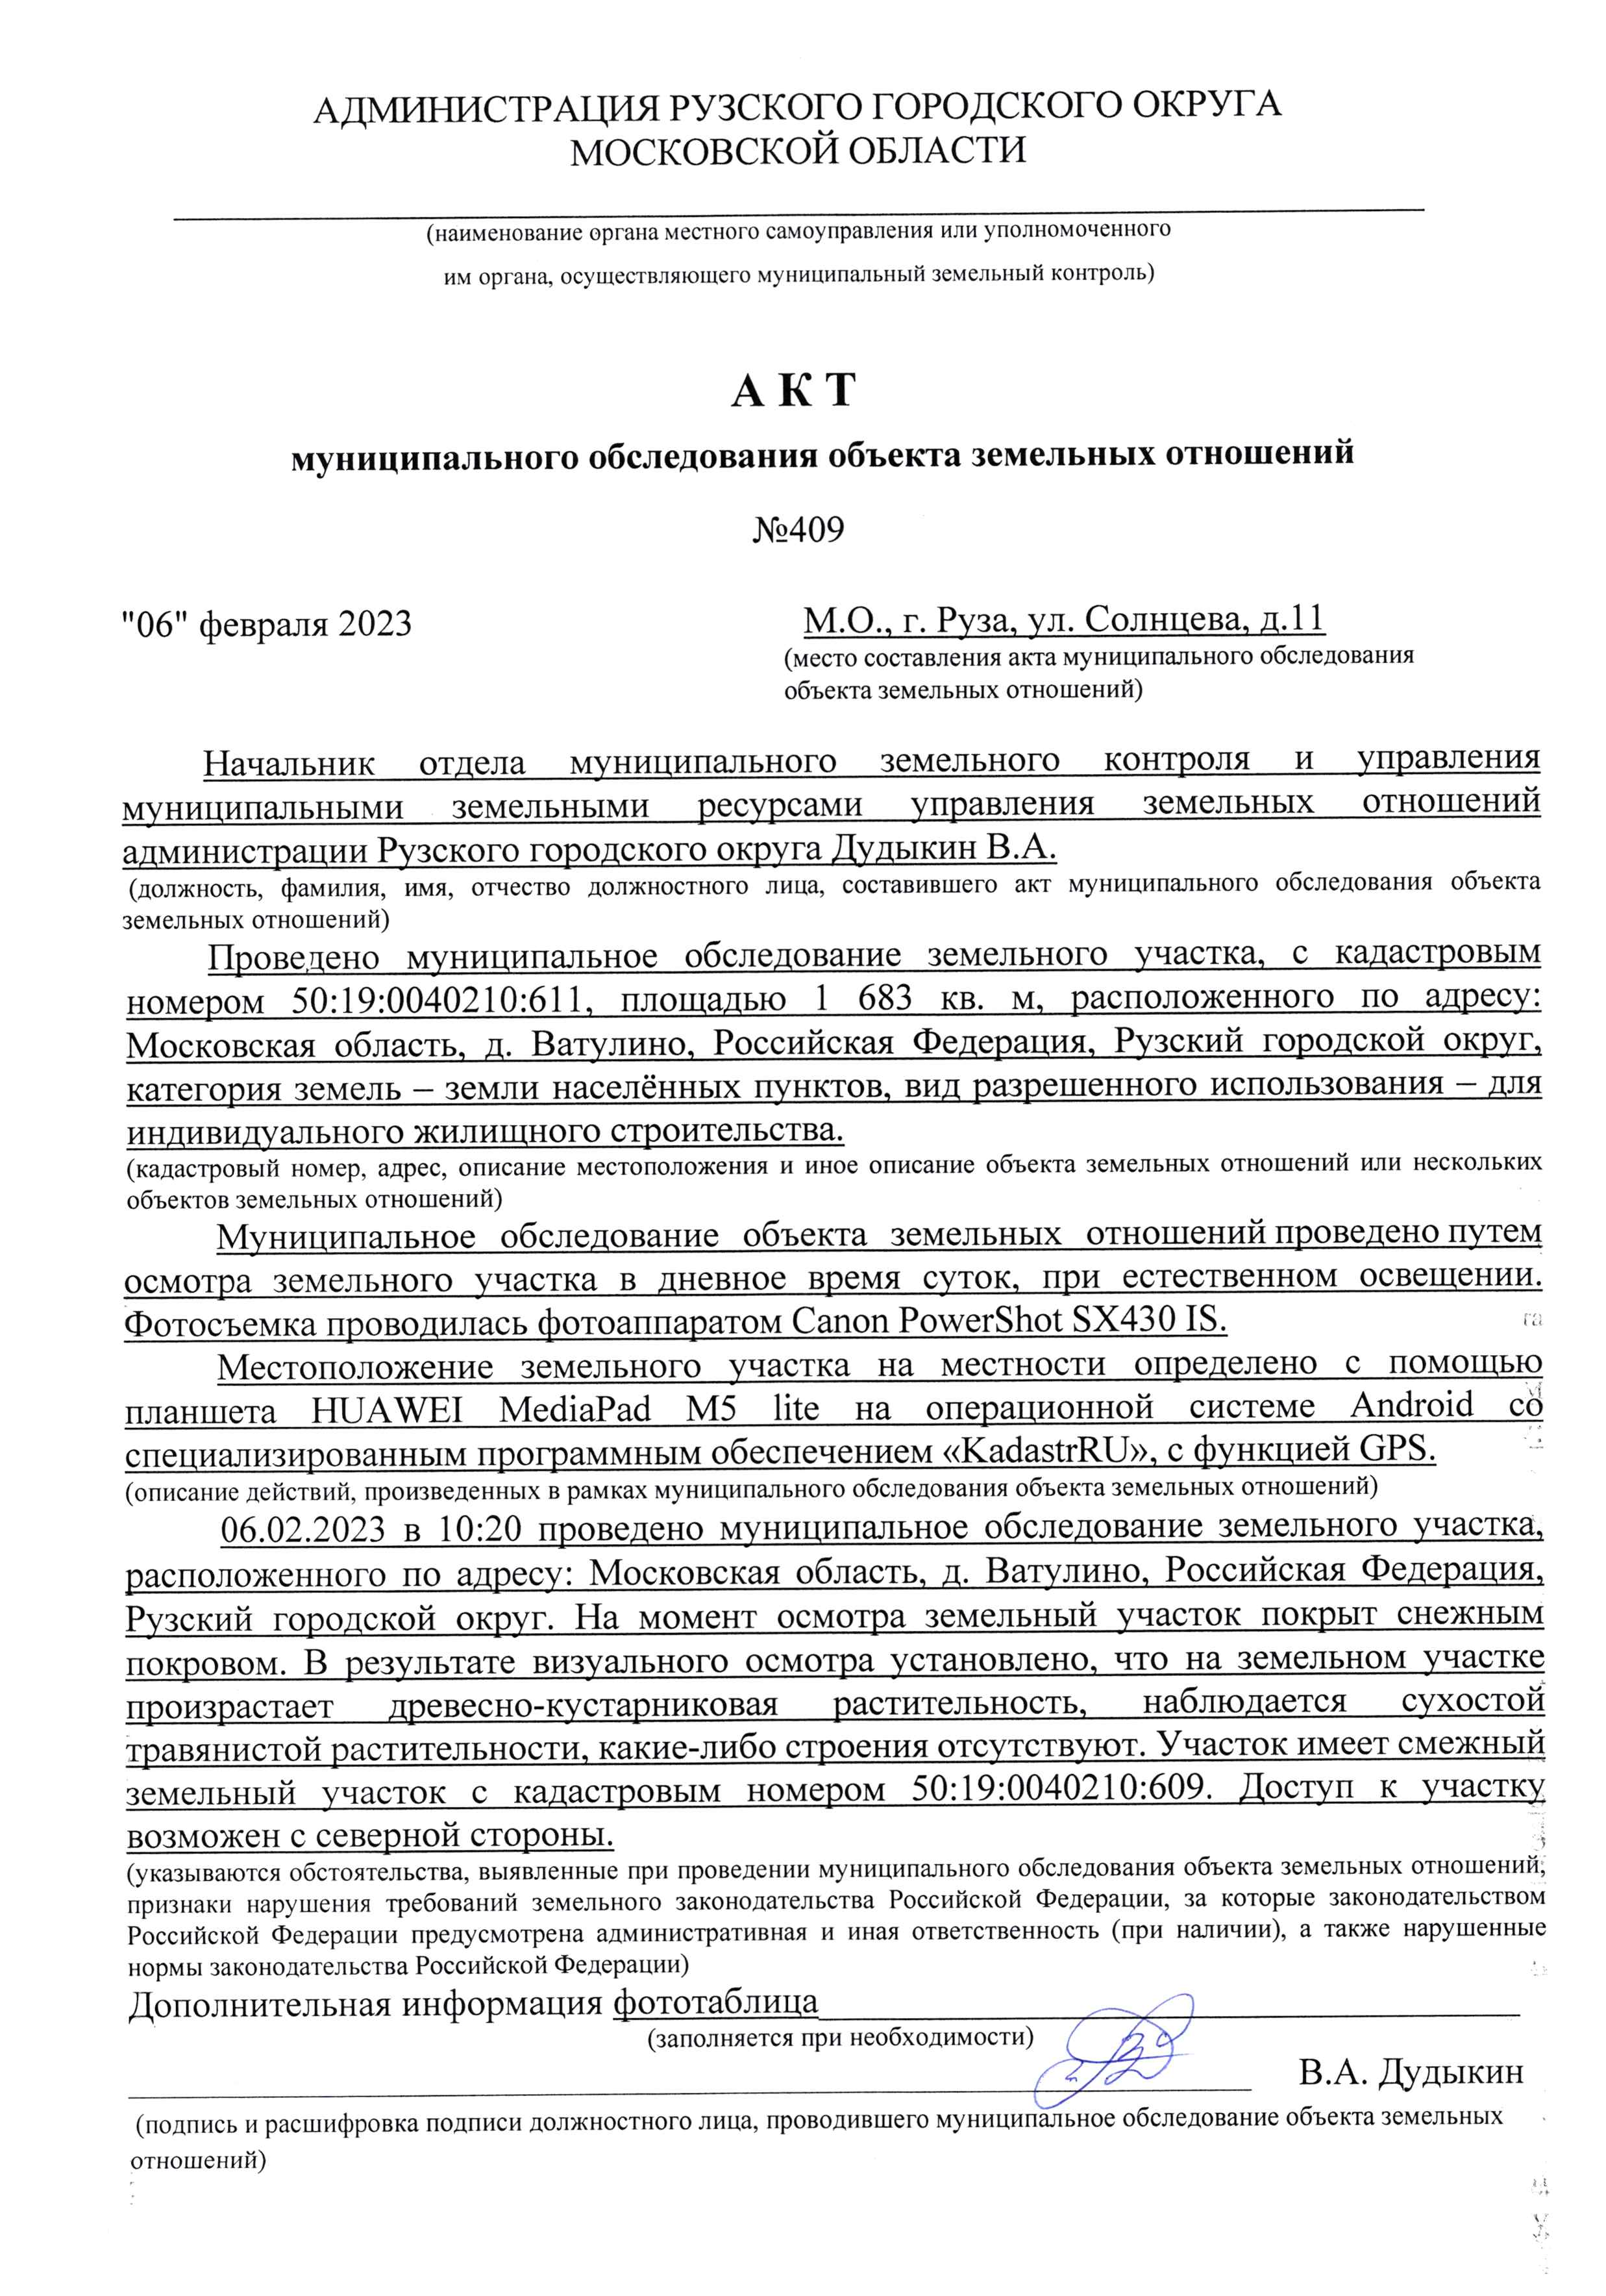 АДМИНИСТРАЦИЯ РУЗСКОГО ГОРОДСКОГО ОКРУГА
МОСКОВСКОЙ ОБЛАСТИ
(наименование органа местного самоуправления или уполномоченного
им органа, осуществляющего муниципальный земельный контроль)
А К Т
муниципального обследования объекта земельных отношений
№409
"06" февраля 2023 М.О., г. Руза, ул. Солнцева, д.11
(место составления акта муниципального обследования
объекта земельных отношений)
Начальник отдела муниципального земельного контроля и управления
муниципальными земельными ресурсами управления земельных отношений
администрации Рузского городского округа Дудыкин В.А.
(должность, фамилия, имя, отчество должностного лица, составившего акт муниципального обследования объекта
земельных отношений)
Проведено муниципальное обследование земельного участка, с кадастровым
номером 50:19:0040210:611, площадью 1 683 кв. м, расположенного по адресу:
Московская область, д. Ватулино, Российская Федерация, Рузский городской округ,
категория земель – земли населённых пунктов, вид разрешенного использования – для
индивидуального жилищного строительства.
(кадастровый номер, адрес, описание местоположения и иное описание объекта земельных отношений или нескольких
объектов земельных отношений)
Муниципальное обследование объекта земельных отношений проведено путем
осмотра земельного участка в дневное время суток, при естественном освещении.
Фотосъемка проводилась фотоаппаратом Canon PowerShot SX430 IS.
Местоположение земельного участка на местности определено с помощью
планшета HUAWEI MediaPad M5 lite на операционной системе Android со
специализированным программным обеспечением «KadastrRU», с функцией GPS.
(описание действий, произведенных в рамках муниципального обследования объекта земельных отношений)
06.02.2023 в 10:20 проведено муниципальное обследование земельного участка,
расположенного по адресу: Московская область, д. Ватулино, Российская Федерация,
Рузский городской округ. На момент осмотра земельный участок покрыт снежным
покровом. В результате визуального осмотра установлено, что на земельном участке
произрастает древесно-кустарниковая растительность, наблюдается сухостой
травянистой растительности, какие-либо строения отсутствуют. Участок имеет смежный
земельный участок с кадастровым номером 50:19:0040210:609. Доступ к участку
возможен с северной стороны.
(указываются обстоятельства, выявленные при проведении муниципального обследования объекта земельных отношений,
признаки нарушения требований земельного законодательства Российской Федерации, за которые законодательством
Российской Федерации предусмотрена административная и иная ответственность (при наличии), а также нарушенные
нормы законодательства Российской Федерации)
Дополнительная информация фототаблица
(заполняется при необходимости)
В.А. Дудыкин
(подпись и расшифровка подписи должностного лица, проводившего муниципальное обследование объекта земельных
отношений)